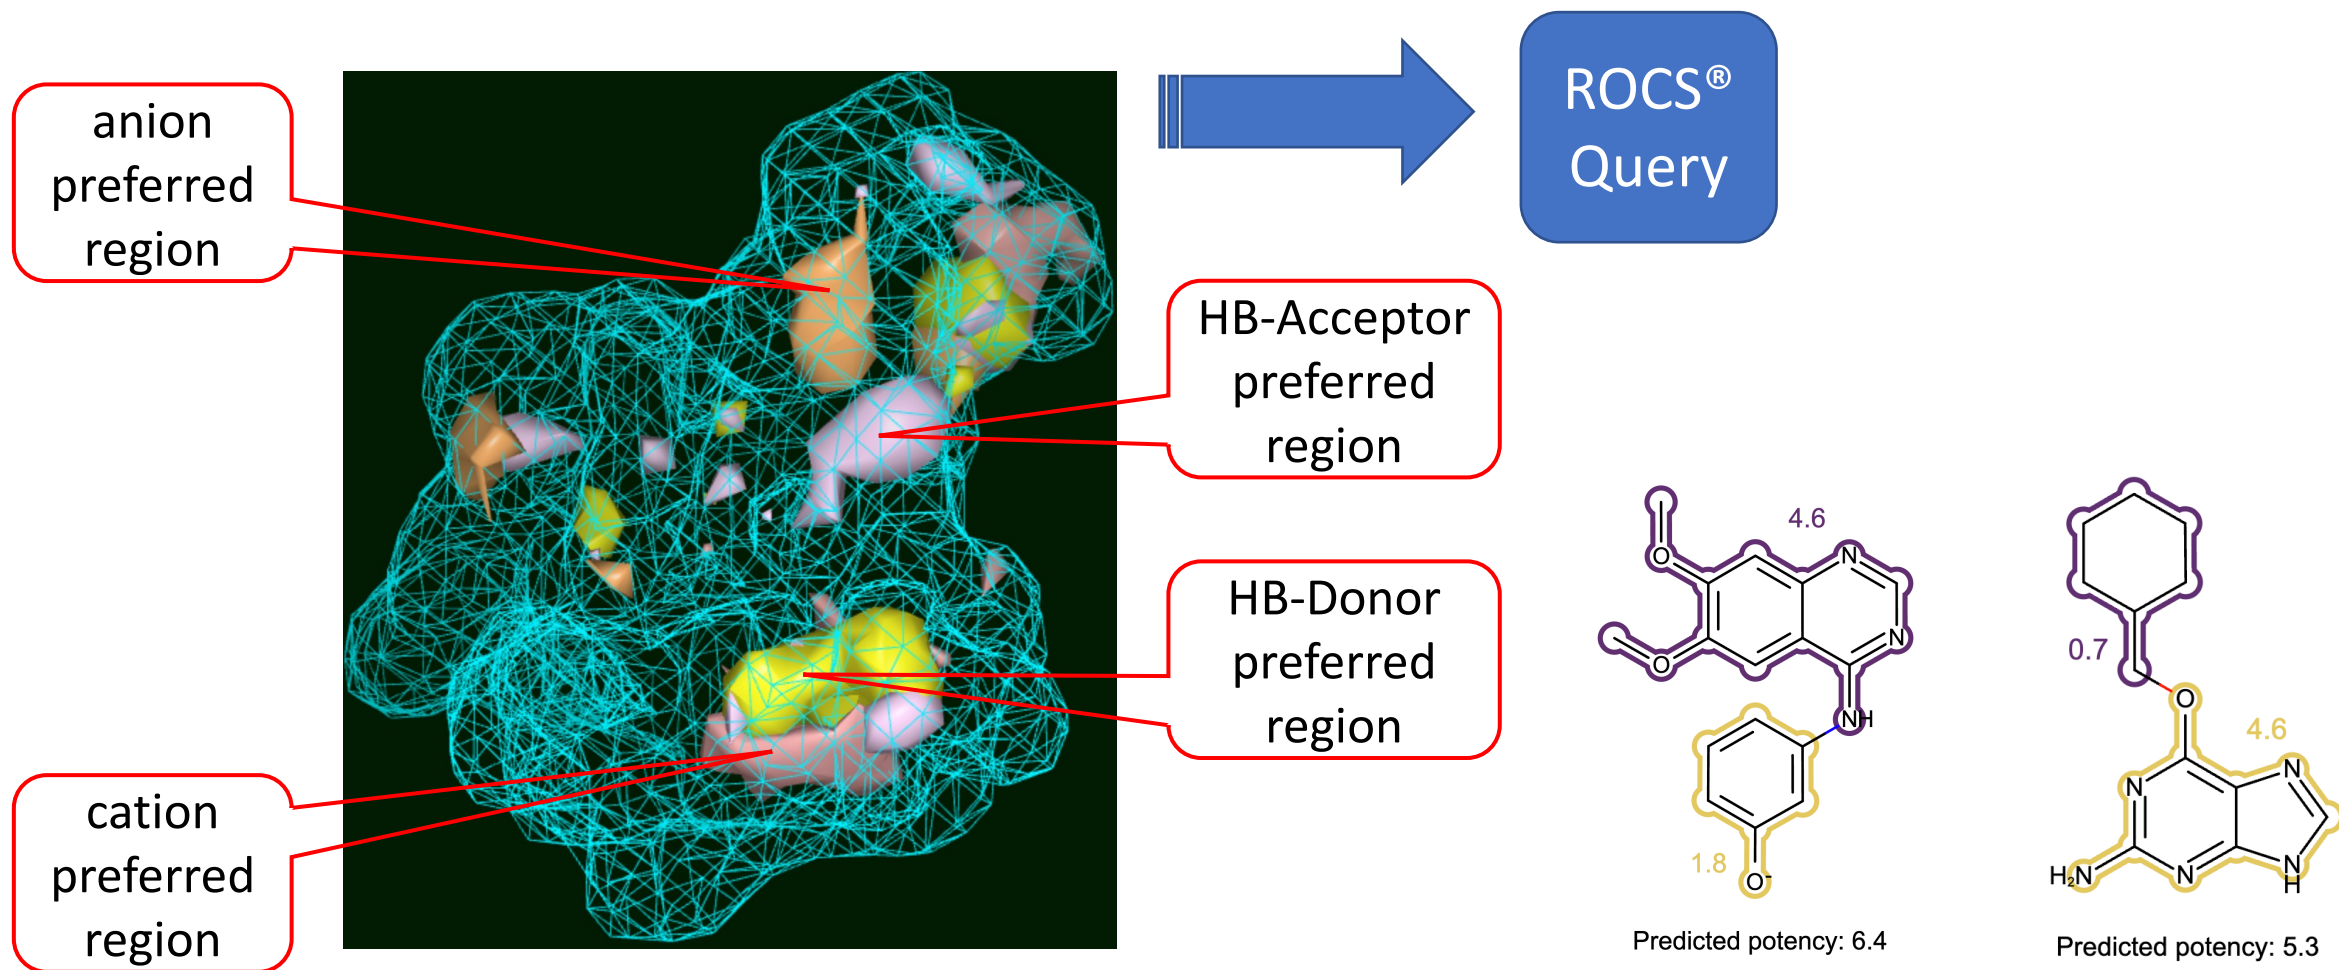 anion
preferred
region
ROCS®
Query
HB-Acceptor
preferred
region
HB-Donor
preferred
region
cation
preferred
region
4.6
O
N
N
O
NH
1.8
O-
Predicted potency: 6.4
0.7
O
4.6
N
N
H₂N
N
N
H
Predicted potency: 5.3